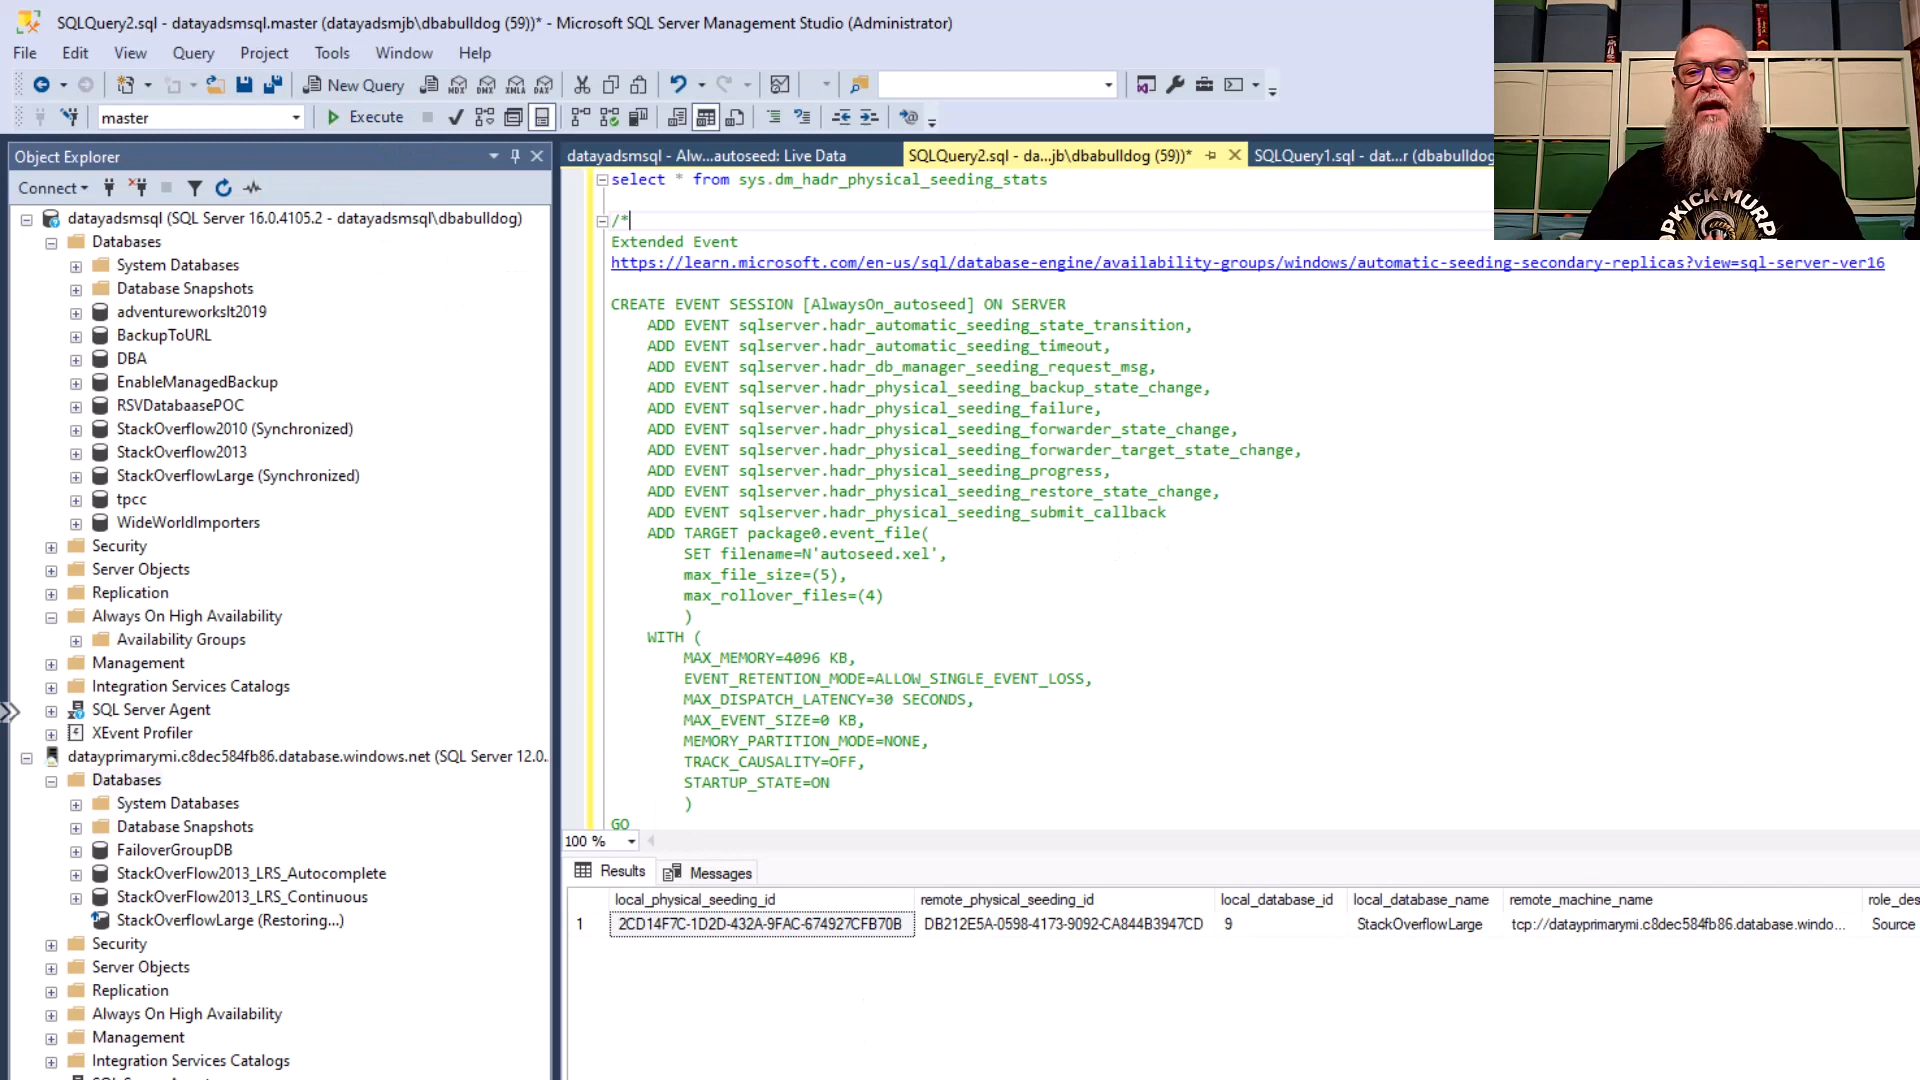 SQLQuery2.sql - datayadsmsql.master (datayadsmjb\dbabulldog (59))* - Microsoft SQL Server Management Studio (Administrator)
File Edit View Query Project Tools Window Help
New Query MDX DMX XMLA DAX
master Execute
Object Explorer
Connect
datayadsmsql (SQL Server 16.0.4105.2 - datayadsmsql\dbabulldog)
Databases
System Databases
Database Snapshots
adventureworkslt2019
BackupToURL
DBA
EnableManagedBackup
RSVDatabaasePOC
StackOverflow2010 (Synchronized)
StackOverflow2013
StackOverflowLarge (Synchronized)
tpcc
WideWorldImporters
Security
Server Objects
Replication
Always On High Availability
Availability Groups
Management
Integration Services Catalogs
SQL Server Agent
XEvent Profiler
datayprimarymi.c8dec584fb86.database.windows.net (SQL Server 12.0..
Databases
System Databases
Database Snapshots
FailoverGroupDB
StackOverFlow2013_LRS_Autocomplete
StackOverFlow2013_LRS_Continuous
StackOverflowLarge (Restoring...)
Security
Server Objects
Replication
Always On High Availability
Management
Integration Services Catalogs
datayadsmsql - Alw...autoseed: Live Data SQLQuery2.sql - da...jb\dbabulldog (59))* SQLQuery1.sql - dat...r (dbabulldog
select * from sys.dm_hadr_physical_seeding_stats
/*
Extended Event
https://learn.microsoft.com/en-us/sql/database-engine/availability-groups/windows/automatic-seeding-secondary-replicas?view=sql-server-ver16
CREATE EVENT SESSION [AlwaysOn_autoseed] ON SERVER
ADD EVENT sqlserver.hadr_automatic_seeding_state_transition,
ADD EVENT sqlserver.hadr_automatic_seeding_timeout,
ADD EVENT sqlserver.hadr_db_manager_seeding_request_msg,
ADD EVENT sqlserver.hadr_physical_seeding_backup_state_change,
ADD EVENT sqlserver.hadr_physical_seeding_failure,
ADD EVENT sqlserver.hadr_physical_seeding_forwarder_state_change,
ADD EVENT sqlserver.hadr_physical_seeding_forwarder_target_state_change,
ADD EVENT sqlserver.hadr_physical_seeding_progress,
ADD EVENT sqlserver.hadr_physical_seeding_restore_state_change,
ADD EVENT sqlserver.hadr_physical_seeding_submit_callback
ADD TARGET package0.event_file(
SET filename=N'autoseed.xel',
max_file_size=(5),
max_rollover_files=(4)
)
WITH (
MAX_MEMORY=4096 KB,
EVENT_RETENTION_MODE=ALLOW_SINGLE_EVENT_LOSS,
MAX_DISPATCH_LATENCY=30 SECONDS,
MAX_EVENT_SIZE=0 KB,
MEMORY_PARTITION_MODE=NONE,
TRACK_CAUSALITY=OFF,
STARTUP_STATE=ON
)
GO
100 %
Results Messages
local_physical_seeding_id remote_physical_seeding_id local_database_id local_database_name remote_machine_name role_des
1 2CD14F7C-1D2D-432A-9FAC-674927CFB70B DB212E5A-0598-4173-9092-CA844B3947CD 9 StackOverflowLarge tcp://datayprimarymi.c8dec584fb86.database.windo... Source
OPKICK MURP